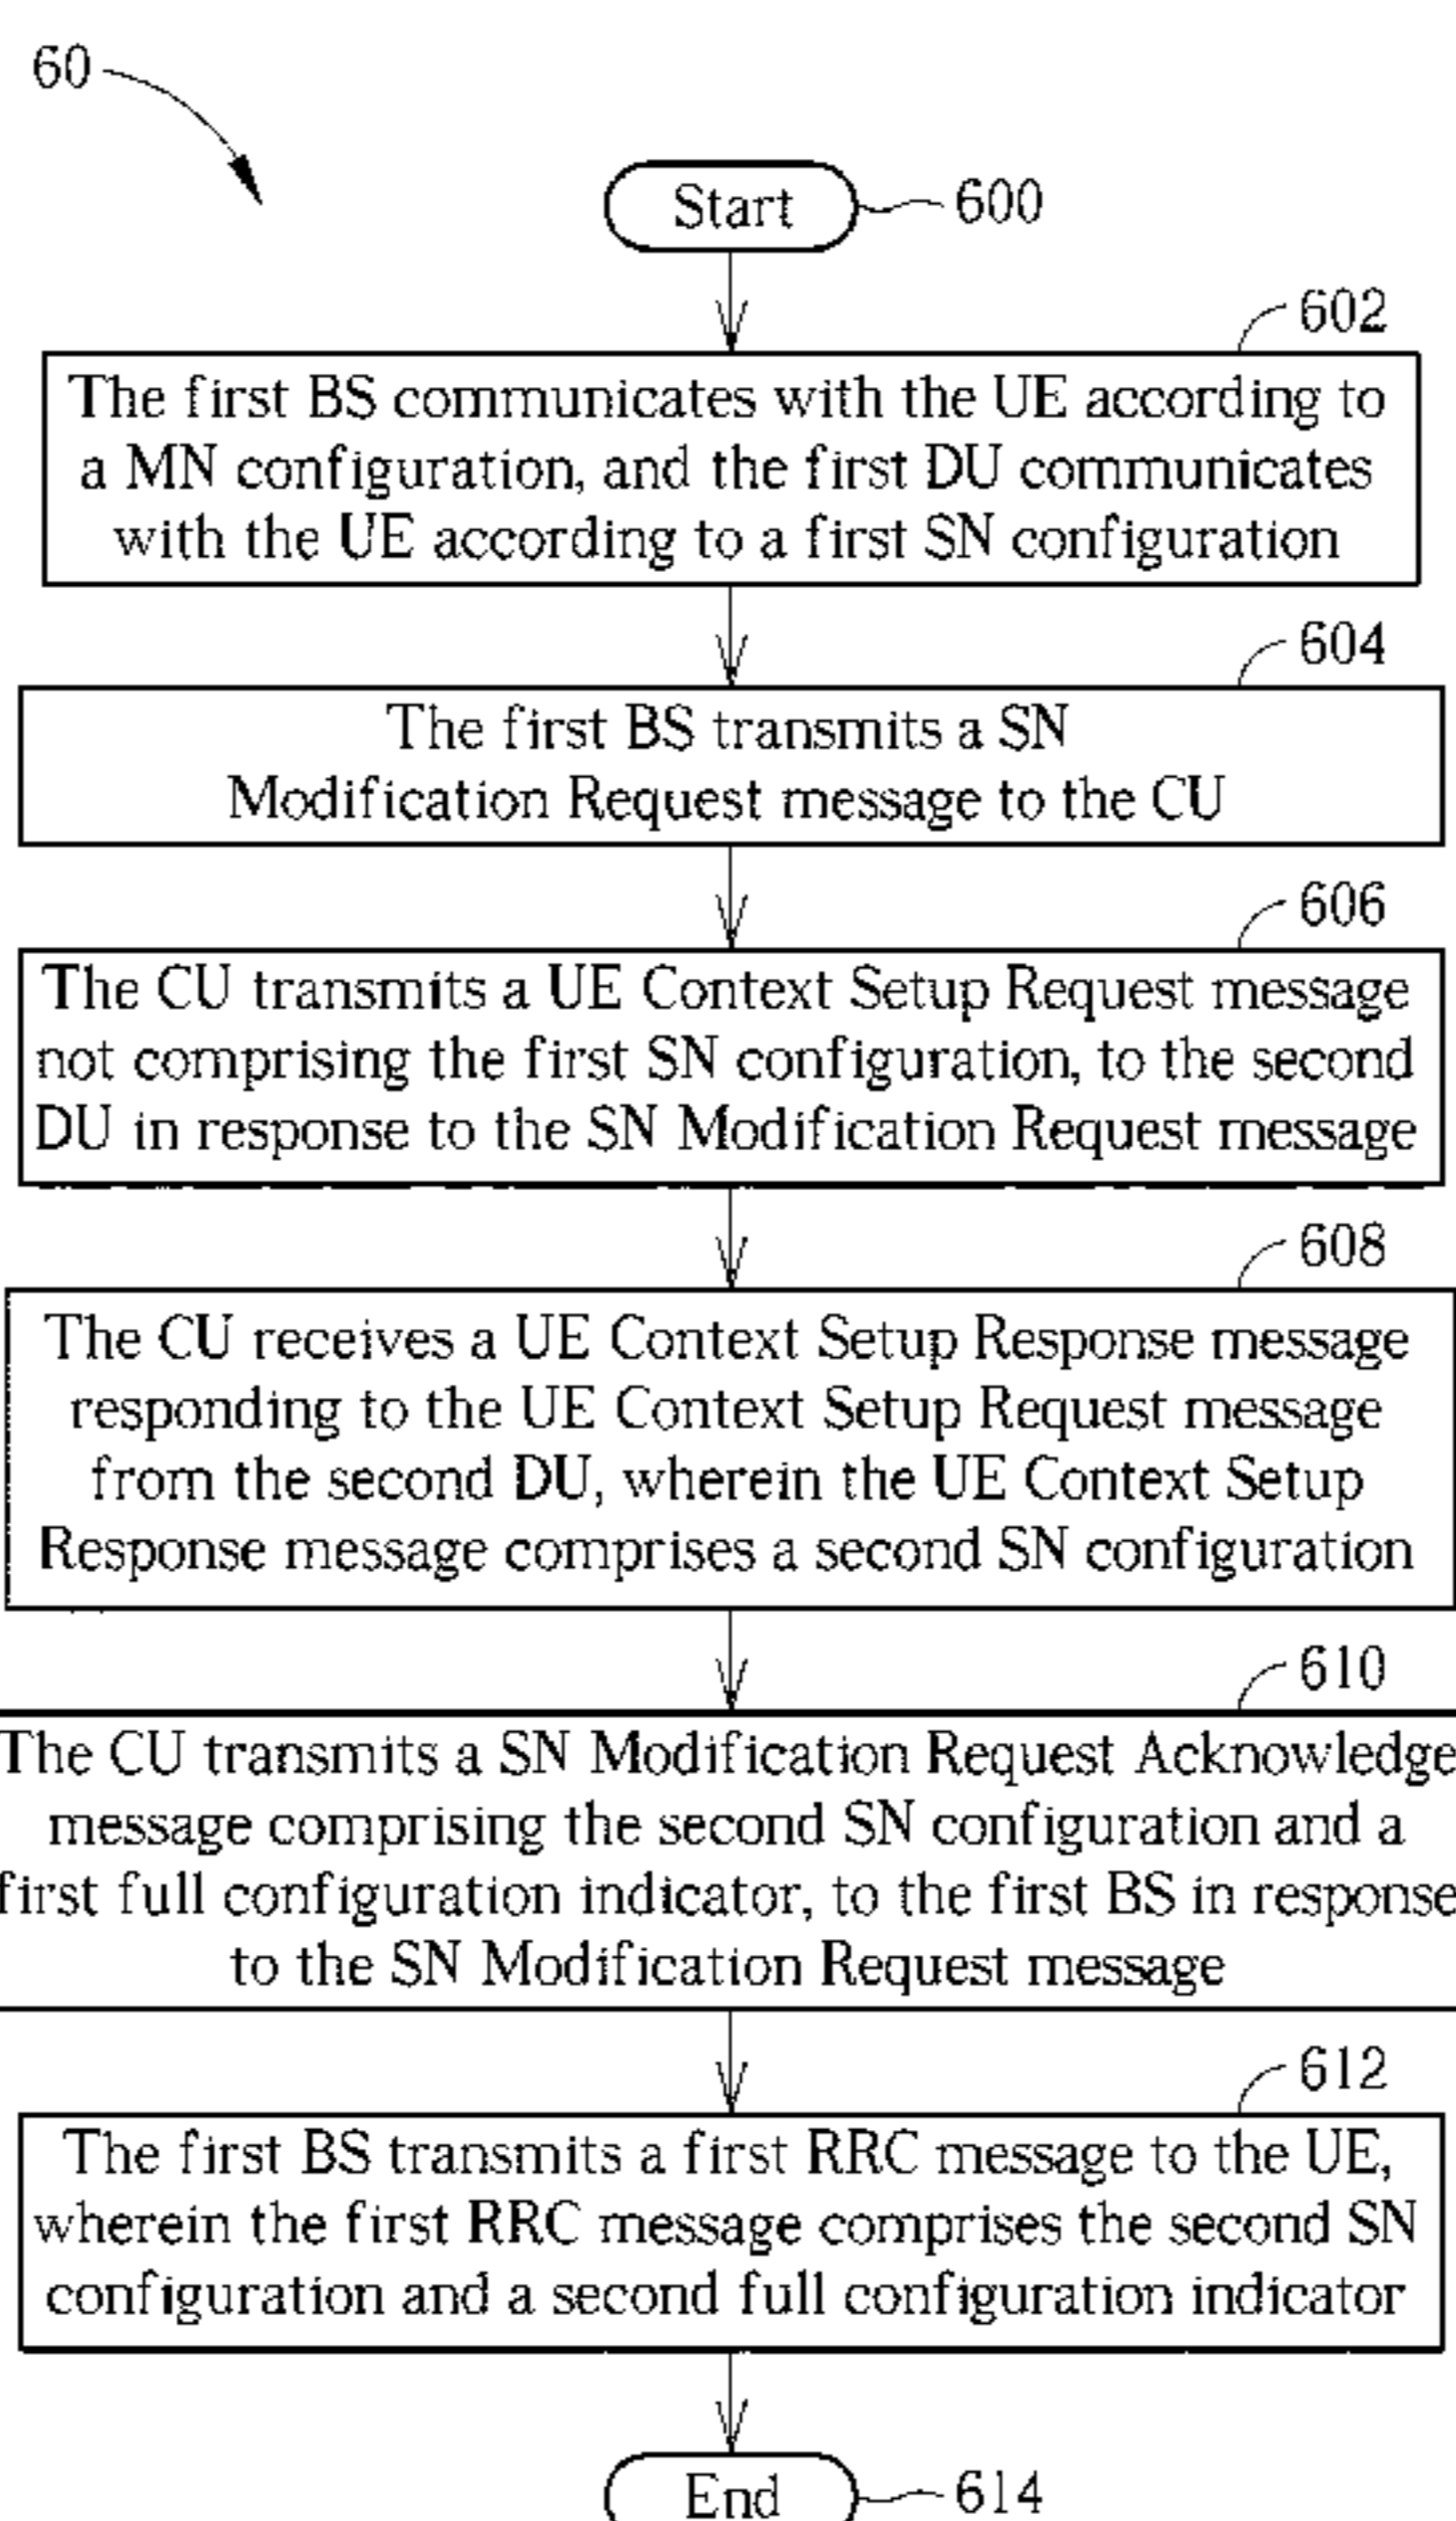 60
Start
600
602
The first BS communicates with the UE according to
a MN configuration, and the first DU communicates
with the UE according to a first SN configuration
604
The first BS transmits a SN
Modification Request message to the CU
606
The CU transmits a UE Context Setup Request message
not comprising the first SN configuration, to the second
DU in response to the SN Modification Request message
608
The CU receives a UE Context Setup Response message
responding to the UE Context Setup Request message
from the second DU, wherein the UE Context Setup
Response message comprises a second SN configuration
610
The CU transmits a SN Modification Request Acknowledge
message comprising the second SN configuration and a
first full configuration indicator, to the first BS in response
to the SN Modification Request message
612
The first BS transmits a first RRC message to the UE,
wherein the first RRC message comprises the second SN
configuration and a second full configuration indicator
End
614